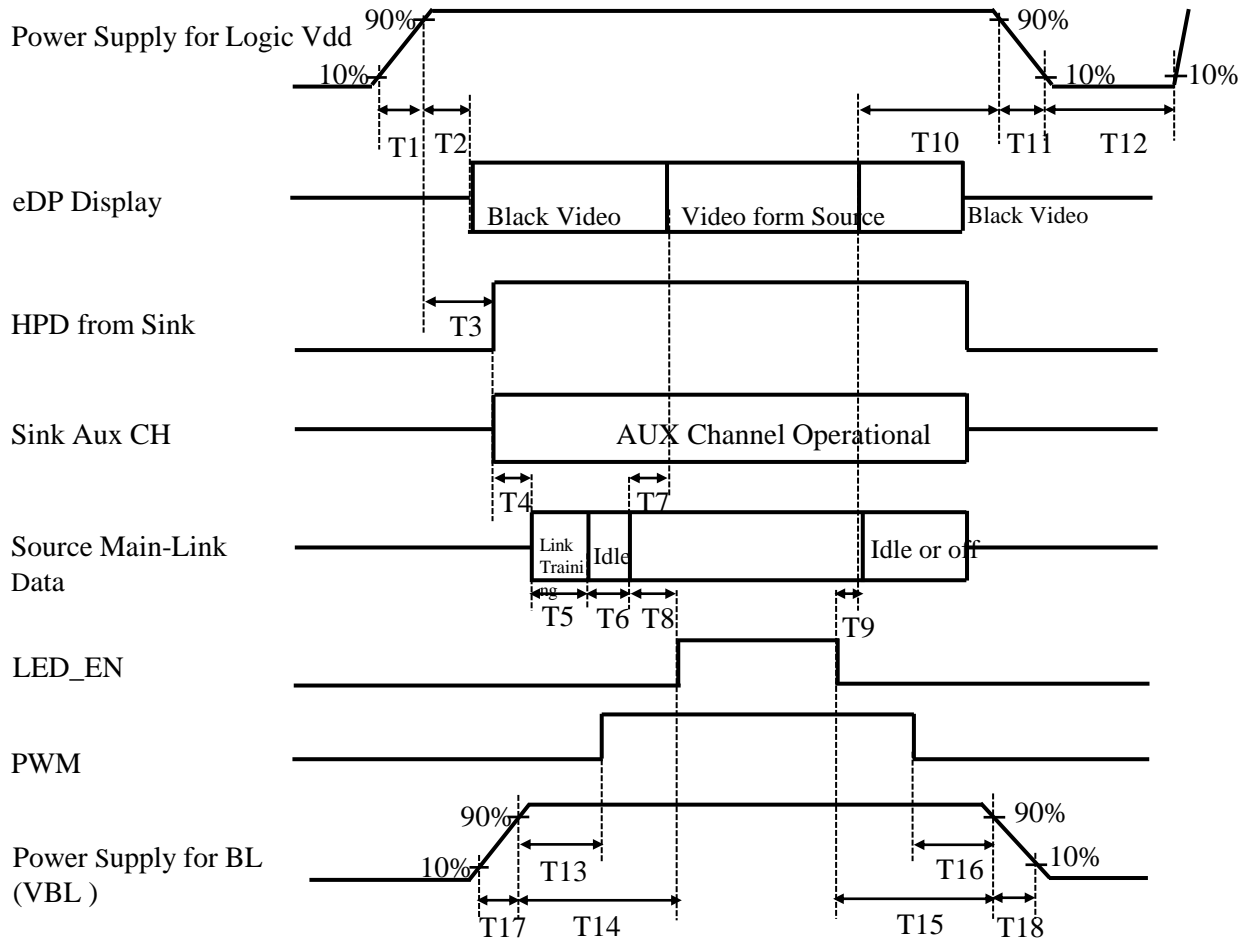 Power Supply for Logic Vdd
90%
90%
10%
10%
10%
T1
T2
T10
T11
T12
eDP Display
Black Video
Video form Source
Black Video
HPD from Sink
T3
Sink Aux CH
AUX Channel Operational
T4
T7
Source Main-Link
Data
Link
Traini
ng
Idle
Idle or off
T5
T6
T8
T9
LED_EN
PWM
90%
90%
Power Supply for BL
(VBL )
10%
10%
T13
T16
T17
T14
T15
T18